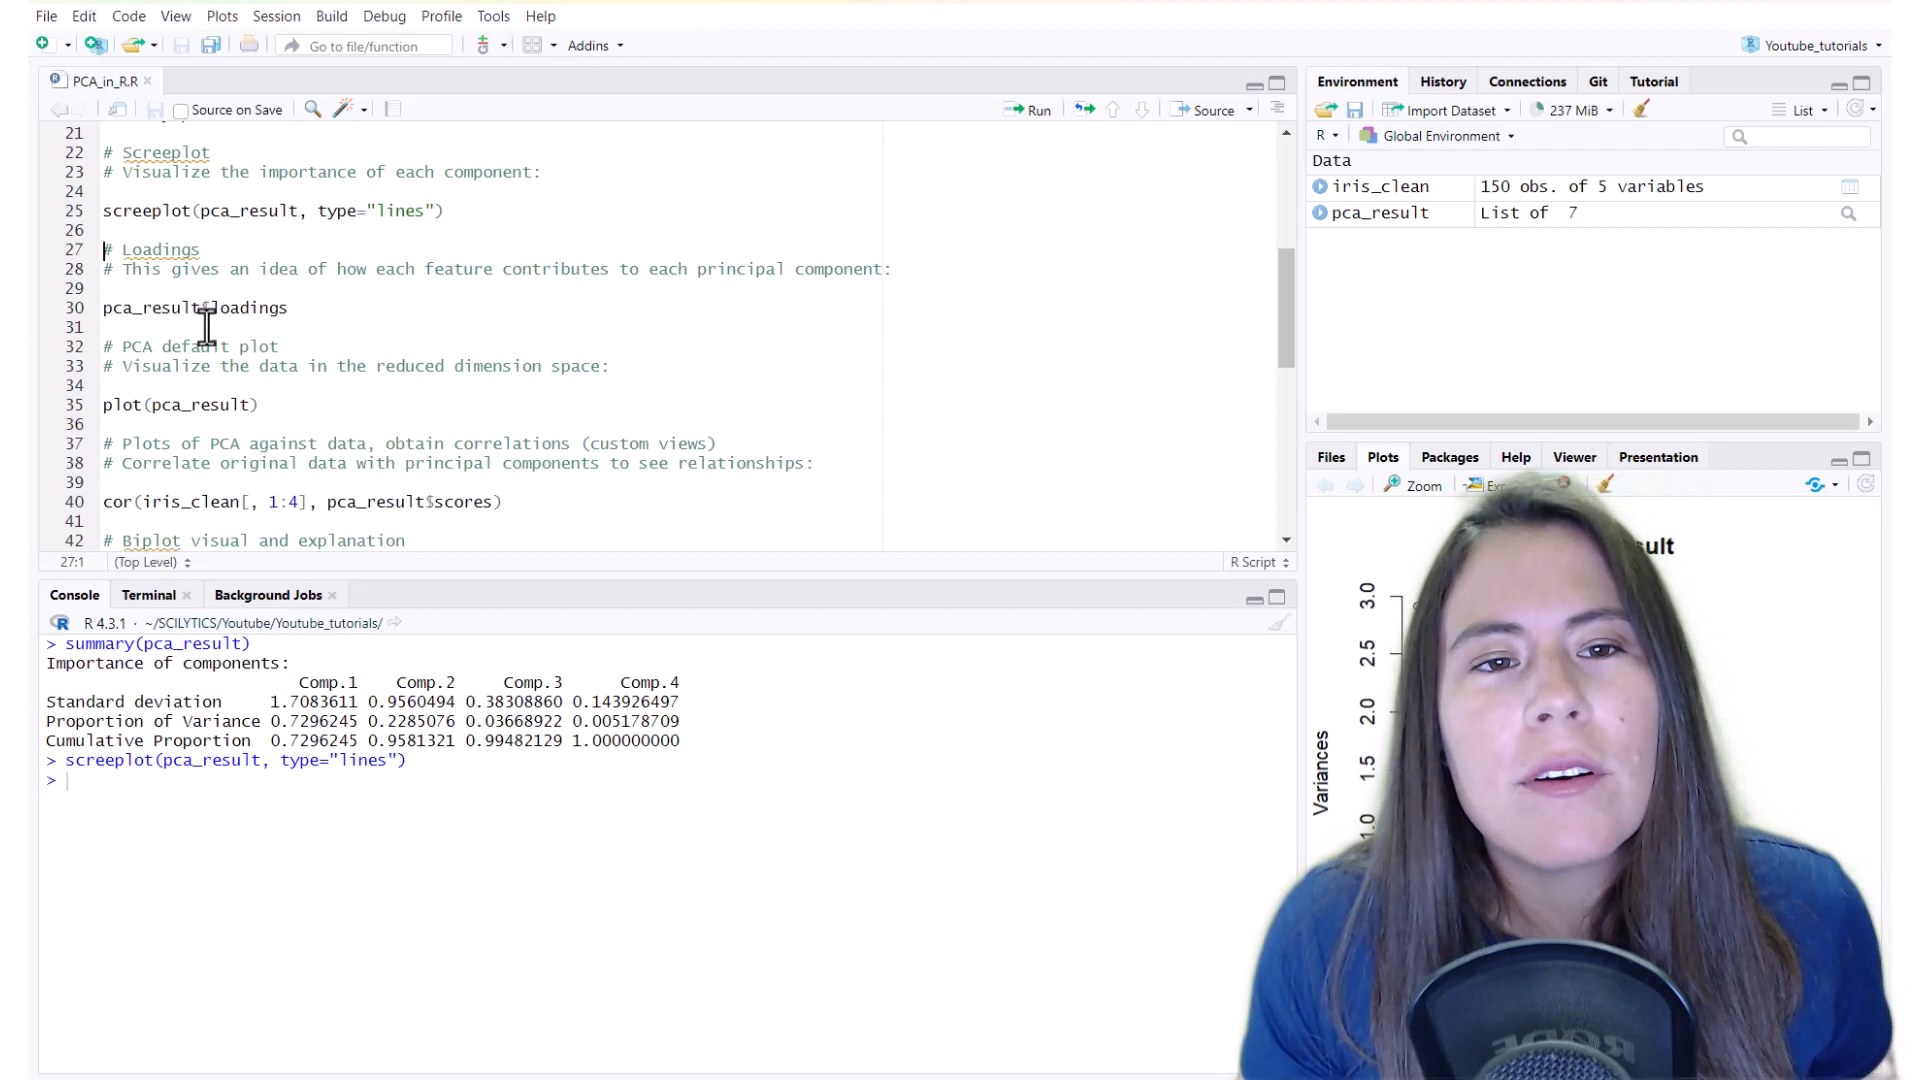 File Edit Code View Plots Session Build Debug Profile Tools Help
Go to file/function Addins Youtube_tutorials
PCA_in_R.R
Source on Save Run Source
21
22 # Screeplot
23 # Visualize the importance of each component:
24
25 screeplot(pca_result, type="lines")
26
27 # Loadings
28 # This gives an idea of how each feature contributes to each principal component:
29
30 pca_result$loadings
31
32 # PCA default plot
33 # Visualize the data in the reduced dimension space:
34
35 plot(pca_result)
36
37 # Plots of PCA against data, obtain correlations (custom views)
38 # Correlate original data with principal components to see relationships:
39
40 cor(iris_clean[, 1:4], pca_result$scores)
41
42 # Biplot visual and explanation
27:1 (Top Level) R Script
Console Terminal Background Jobs
R 4.3.1 · ~/SCILYTICS/Youtube/Youtube_tutorials/
> summary(pca_result)
Importance of components:
Comp.1 Comp.2 Comp.3 Comp.4
Standard deviation 1.7083611 0.9560494 0.38308860 0.143926497
Proportion of Variance 0.7296245 0.2285076 0.03668922 0.005178709
Cumulative Proportion 0.7296245 0.9581321 0.99482129 1.000000000
> screeplot(pca_result, type="lines")
>
Environment History Connections Git Tutorial
Import Dataset 237 MiB List
R Global Environment
Data
iris_clean 150 obs. of 5 variables
pca_result List of 7
Files Plots Packages Help Viewer Presentation
Zoom
3.0
2.5
2.0
1.5
1.0
Variances
RODE